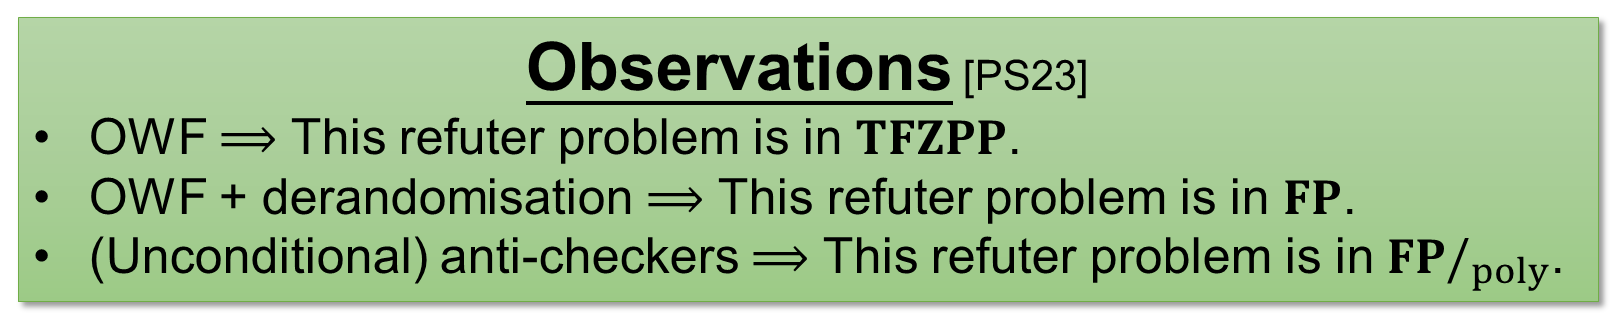 Observations [PS23]
• OWF ⟹ This refuter problem is in TFZPP.
• OWF + derandomisation ⟹ This refuter problem is in FP.
• (Unconditional) anti-checkers ⟹ This refuter problem is in FP/poly.